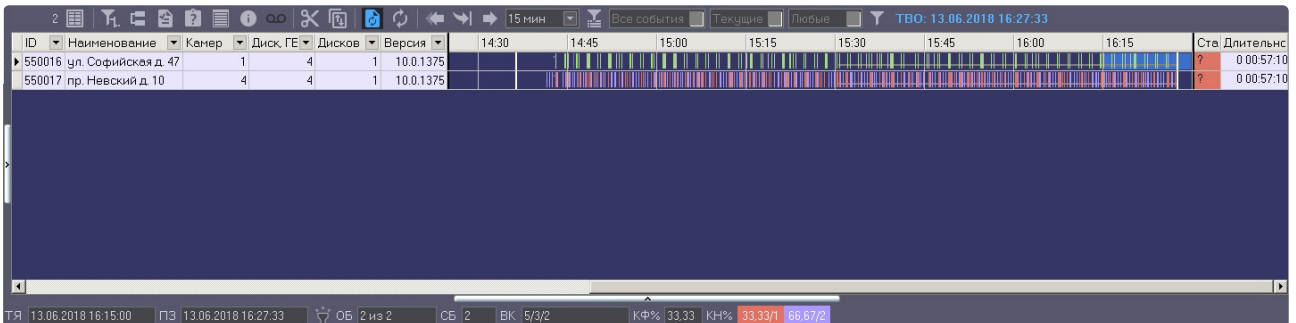 2 15 мин Все события Текущие Любые ТВО: 13.06.2018 16:27:33
ID Наименование Камер Диск, ГБ Дисков Версия 14:30 14:45 15:00 15:15 15:30 15:45 16:00 16:15 Ста Длительнс
550016 ул. Софийская д. 47 1 4 1 10.0.1375 ? 0 00:57:10
550017 пр. Невский д. 10 4 4 1 10.0.1375 ? 0 00:57:10
ТЯ 13.06.2018 16:15:00 ПЗ 13.06.2018 16:27:33 ОБ 2 из 2 СБ 2 ВК 5/3/2 КФ% 33,33 КН% 33,33/1 66,67/2